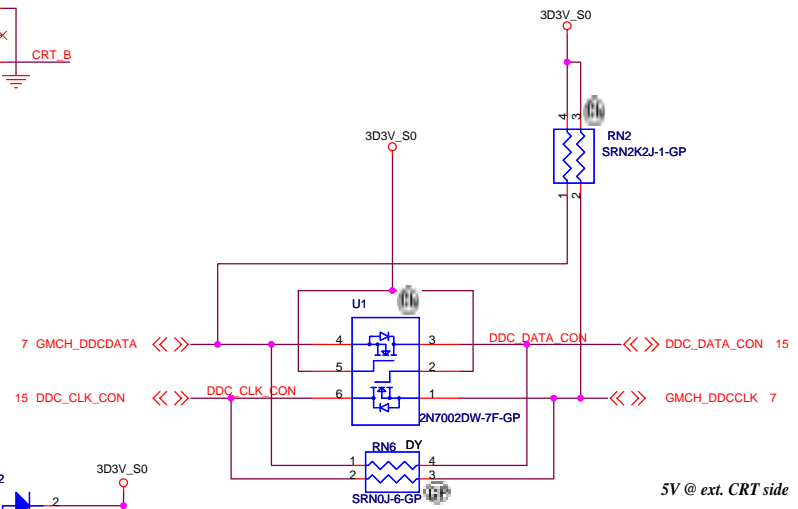 3D3V_S0
CRT_B
4 3
RN2
SRN2K2J-1-GP
3D3V_S0
1 2
U1
7 GMCH_DDCDATA
4 3
DDC_DATA_CON
DDC_DATA_CON 15
5 2
15 DDC_CLK_CON
DDC_CLK_CON
6 1
GMCH_DDCCLK 7
2N7002DW-7F-GP
RN6 DY
1 4
2 3
SRN0J-6-GP
GP
3D3V_S0
2
2
5V @ ext. CRT side